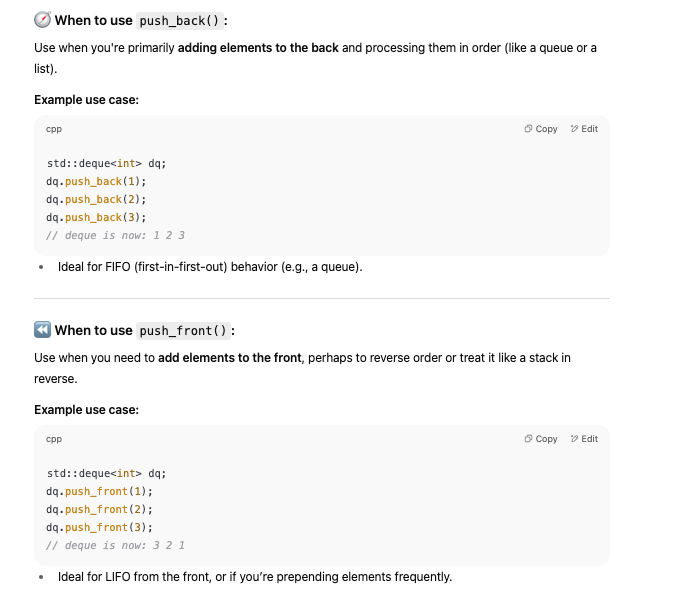 When to use push_back():
Use when you're primarily adding elements to the back and processing them in order (like a queue or a
list).
Example use case:
cpp Copy Edit
std::deque<int> dq;
dq.push_back(1);
dq.push_back(2);
dq.push_back(3);
// deque is now: 1 2 3
• Ideal for FIFO (first-in-first-out) behavior (e.g., a queue).
When to use push_front():
Use when you need to add elements to the front, perhaps to reverse order or treat it like a stack in
reverse.
Example use case:
cpp Copy Edit
std::deque<int> dq;
dq.push_front(1);
dq.push_front(2);
dq.push_front(3);
// deque is now: 3 2 1
• Ideal for LIFO from the front, or if you’re prepending elements frequently.